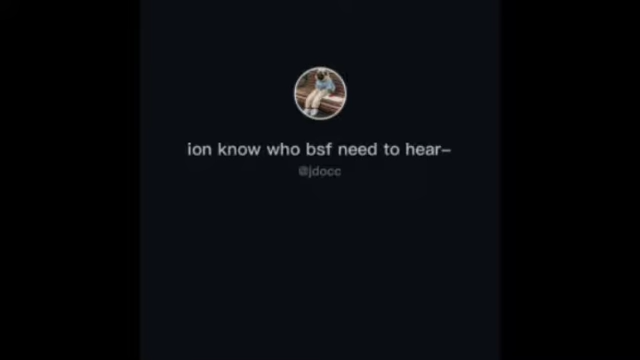 ion know who bsf need to hear–
@jdocc